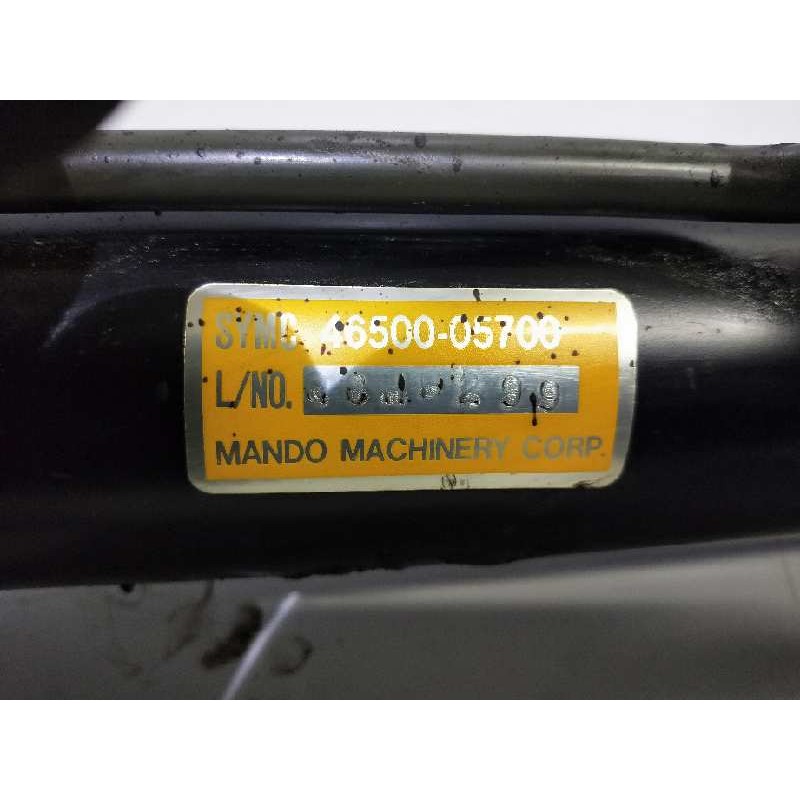 SYMC 46500-05700
L/NO.
MANDO MACHINERY CORP.